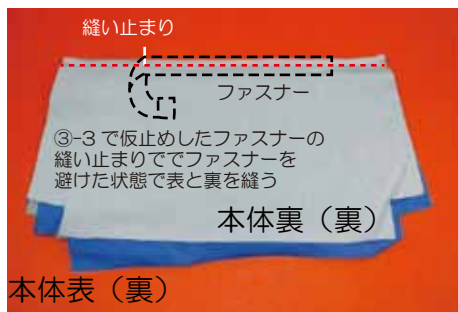 縫い止まり
ファスナー
③-3 で仮止めしたファスナーの
縫い止まりででファスナーを
避けた状態で表と裏を縫う
本体裏（裏）
本体表（裏）